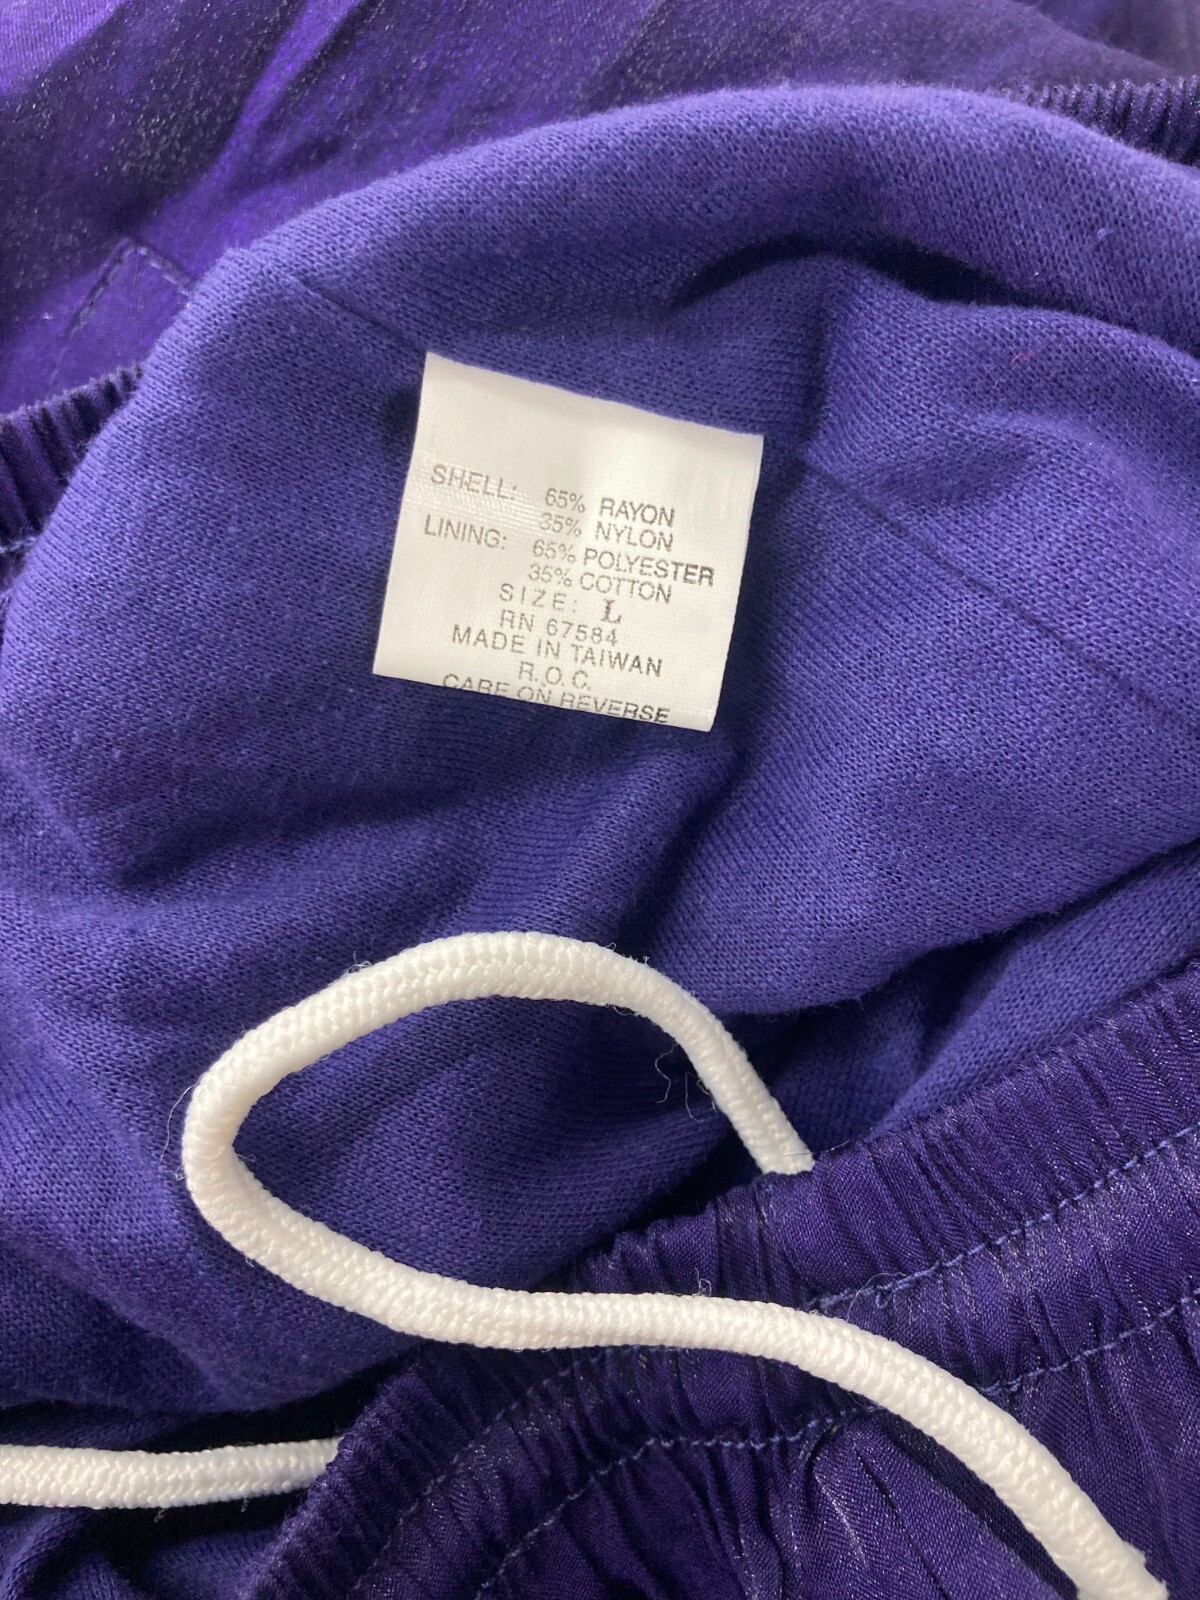 SHELL: 65% RAYON
35% NYLON
LINING: 65% POLYESTER
35% COTTON
SIZE: L
RN 67584
MADE IN TAIWAN
R.O.C.
CARE ON REVERSE